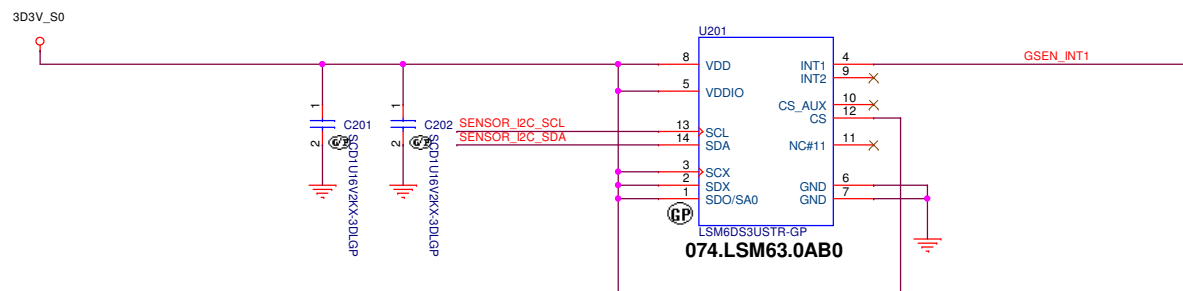 3D3V_S0
U201
8 VDD
5 VDDIO
SENSOR_I2C_SCL 13 SCL
SENSOR_I2C_SDA 14 SDA
3 SCX
2 SDX
1 SDO/SA0
INT1 4 GSEN_INT1
INT2 9
CS_AUX 10
CS 12
NC#11 11
GND 6
GND 7
1
2
C201
SCD1U16V2KX-3DLGP
1
2
C202
SCD1U16V2KX-3DLGP
GP
LSM6DS3USTR-GP
074.LSM63.0AB0